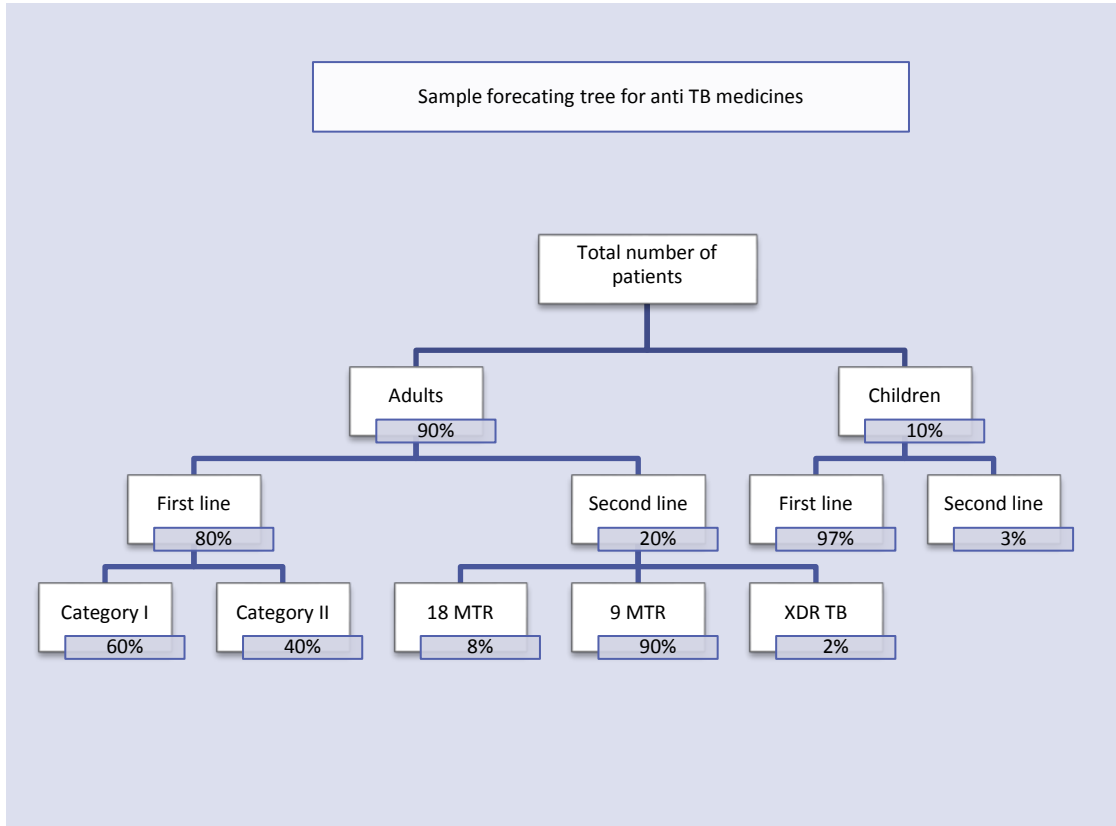 Sample forecating tree for anti TB medicines
Total number of
patients
Adults
90%
Children
10%
First line
80%
Second line
20%
First line
97%
Second line
3%
Category I
60%
Category II
40%
18 MTR
8%
9 MTR
90%
XDR TB
2%